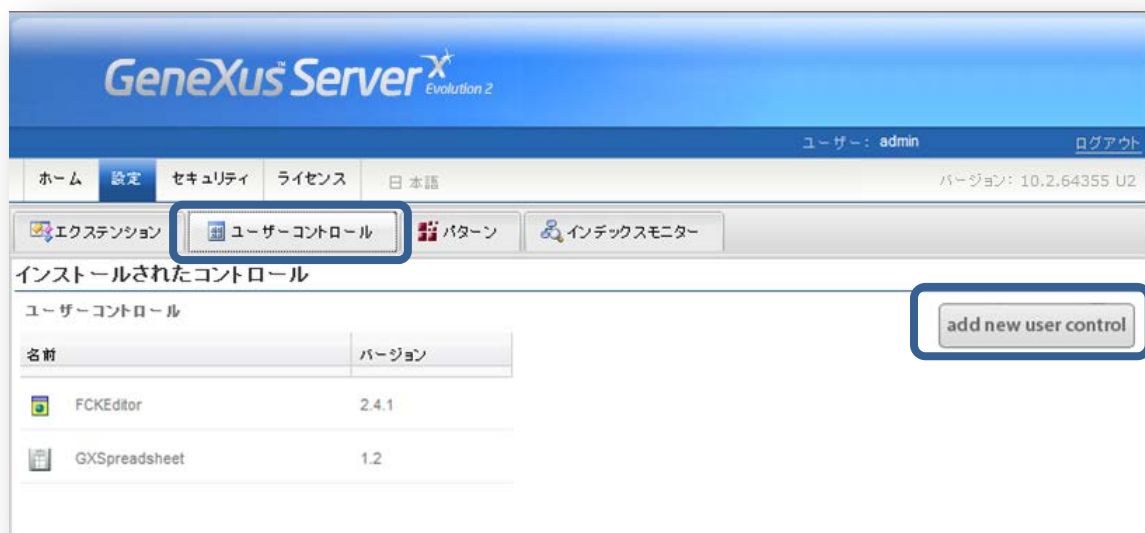 GeneXus™ Server X Evolution 2
ユーザー： admin ログアウト
ホーム 設定 セキュリティ ライセンス 日本語 バージョン： 10.2.64355 U2
エクステンション ユーザーコントロール パターン インデックスモニター
インストールされたコントロール
ユーザーコントロール add new user control
名前 バージョン
FCKEditor 2.4.1
GXSpreadsheet 1.2